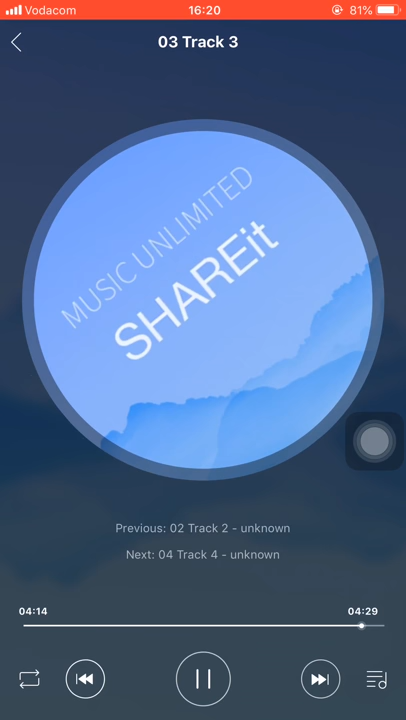 Vodacom 16:20 81%
03 Track 3
MUSIC UNLIMITED
SHAREit
Previous: 02 Track 2 - unknown
Next: 04 Track 4 - unknown
04:14 04:29